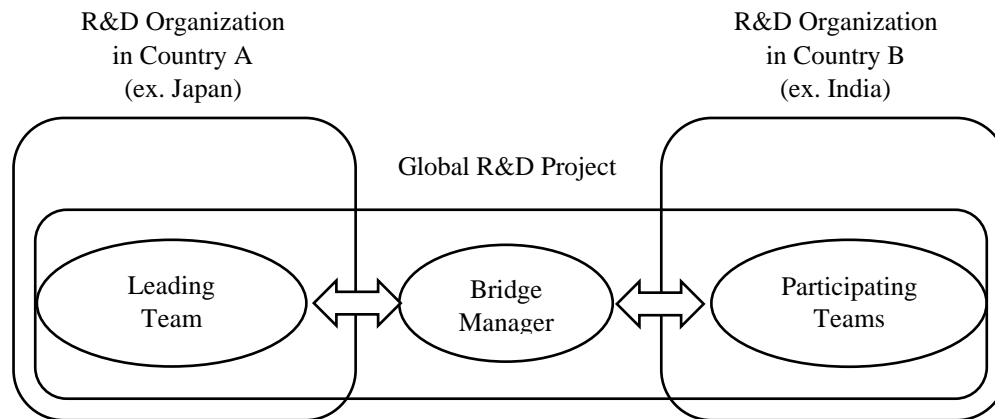 R&D Organization
in Country A
(ex. Japan)
R&D Organization
in Country B
(ex. India)
Global R&D Project
Leading
Team
Bridge
Manager
Participating
Teams